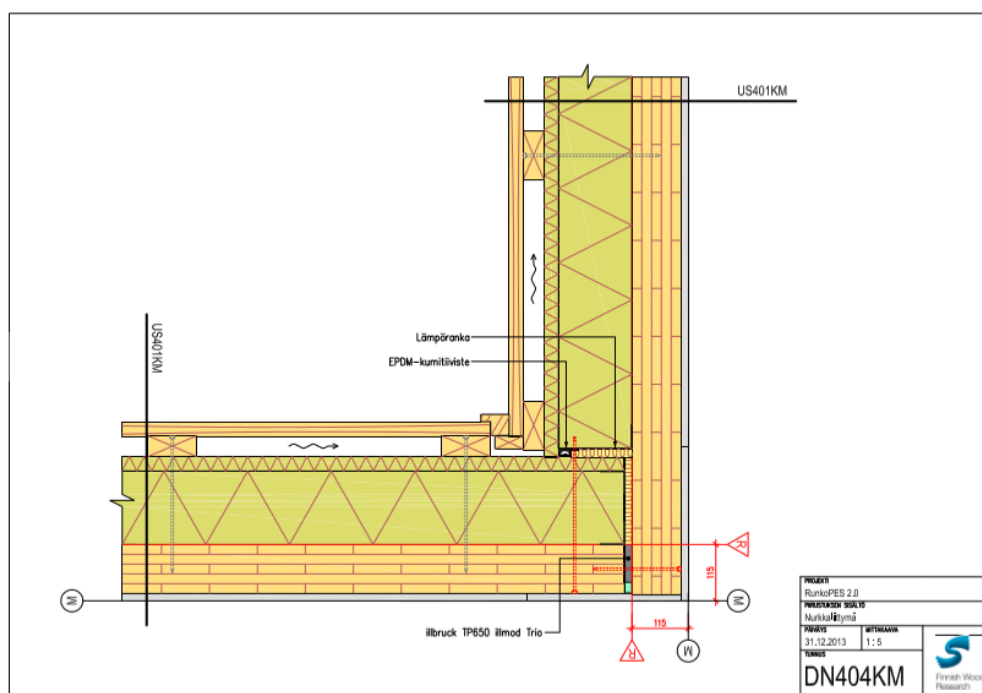 US401KM
US401KM
Lämpöranka
EPDM-kumitiiviste
illbruck TP650 illmod Trio
R
115
M
M
115
R
M
PROJEKTI
RunkoPES 2.0
PIIRUSTUKSEN SISÄLTÖ
Nurkkaliittymä
PÄIVÄYS
MITTAKAAVA
31.12.2013
1:5
TUNNUS
DN404KM
Finnish Wood
Research